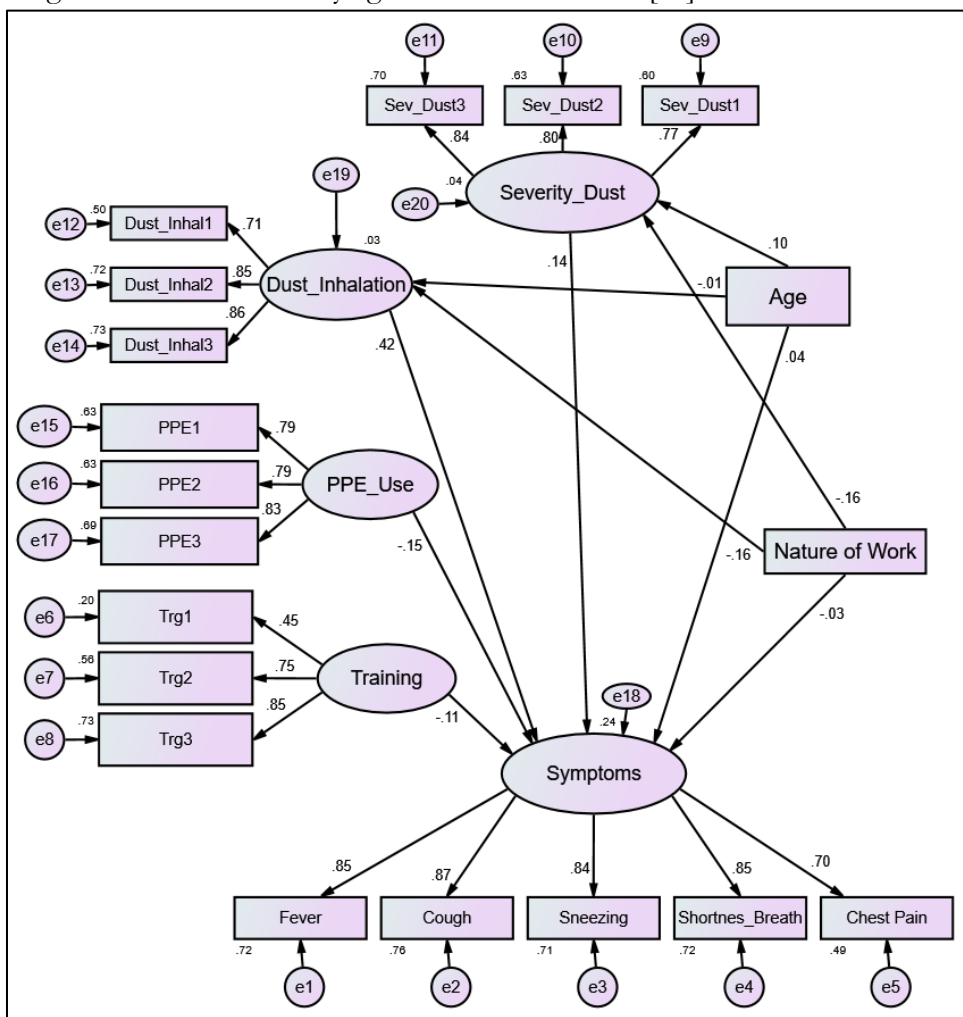 e11
e10
e9
.70
.63
.60
Sev_Dust3
Sev_Dust2
Sev_Dust1
.84
.80
.77
e19
.04
Severity_Dust
e20
e12
.50
Dust_Inhal1
.71
.03
.10
e13
.72
Dust_Inhal2
.85
Dust_Inhalation
.14
-.01
Age
.86
e14
.73
Dust_Inhal3
.42
.04
e15
.63
PPE1
.79
e16
.63
PPE2
.79
PPE_Use
.83
-.16
e17
.69
PPE3
-.15
-.16
Nature of Work
e6
.20
Trg1
.45
-.03
e7
.56
Trg2
.75
Training
.85
e18
e8
.73
Trg3
-.11
.24
Symptoms
.85
.87
.84
.85
.70
Fever
Cough
Sneezing
Shortnes_Breath
Chest Pain
.72
.76
.71
.72
.49
e1
e2
e3
e4
e5